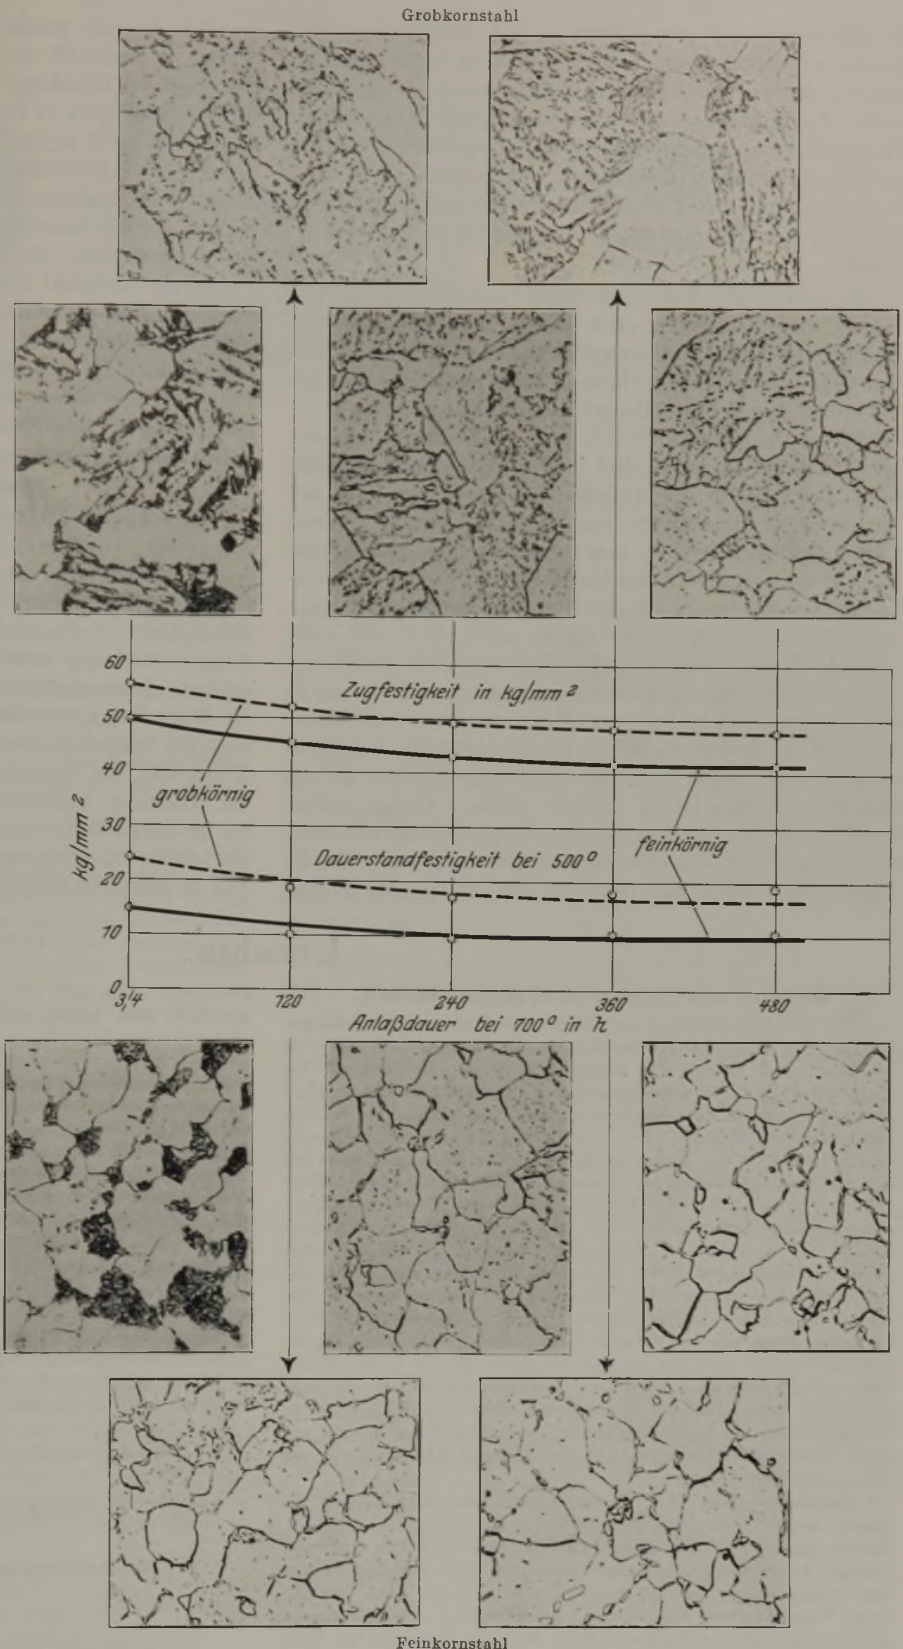 Grobkornstahl
60
50
40
30
20
10
0
kg/mm²
Zugfestigkeit in kg/mm²
grobkörnig
Dauerstandfestigkeit bei 500°
feinkörnig
3/4 120 240 360 480
Anlaßdauer bei 700° in h
Feinkornstahl